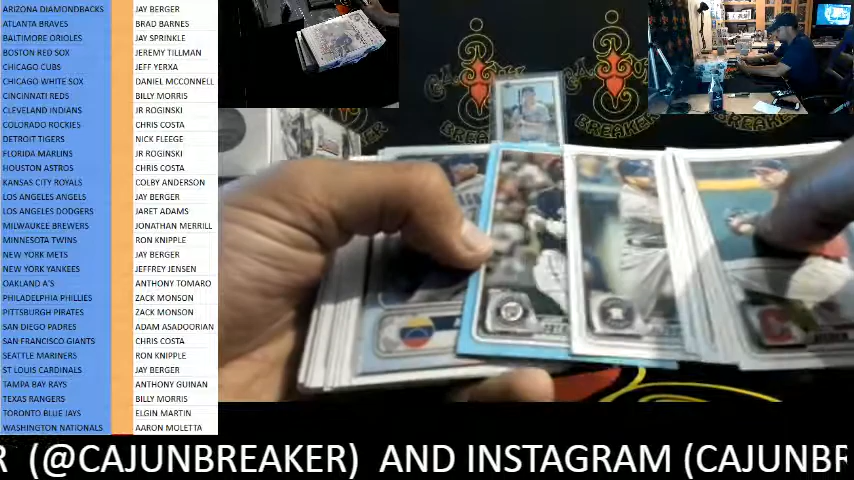 ARIZONA DIAMONDBACKS JAY BERGER
ATLANTA BRAVES BRAD BARNES
BALTIMORE ORIOLES JAY SPRINKLE
BOSTON RED SOX JEREMY TILLMAN
CHICAGO CUBS JEFF YERXA
CHICAGO WHITE SOX DANIEL MCCONNELL
CINCINNATI REDS BILLY MORRIS
CLEVELAND INDIANS JR ROGINSKI
COLORADO ROCKIES CHRIS COSTA
DETROIT TIGERS NICK FLEEGE
FLORIDA MARLINS JR ROGINSKI
HOUSTON ASTROS CHRIS COSTA
KANSAS CITY ROYALS COLBY ANDERSON
LOS ANGELES ANGELS JAY BERGER
LOS ANGELES DODGERS JARET ADAMS
MILWAUKEE BREWERS JONATHAN MERRILL
MINNESOTA TWINS RON KNIPPLE
NEW YORK METS JAY BERGER
NEW YORK YANKEES JEFFREY JENSEN
OAKLAND A'S ANTHONY TOMARO
PHILADELPHIA PHILLIES ZACK MONSON
PITTSBURGH PIRATES ZACK MONSON
SAN DIEGO PADRES ADAM ASADOORIAN
SAN FRANCISCO GIANTS CHRIS COSTA
SEATTLE MARINERS RON KNIPPLE
ST LOUIS CARDINALS JAY BERGER
TAMPA BAY RAYS ANTHONY GUINAN
TEXAS RANGERS BILLY MORRIS
TORONTO BLUE JAYS ELGIN MARTIN
WASHINGTON NATIONALS AARON MOLETTA
BREAKER
R (@CAJUNBREAKER) AND INSTAGRAM (CAJUNBR